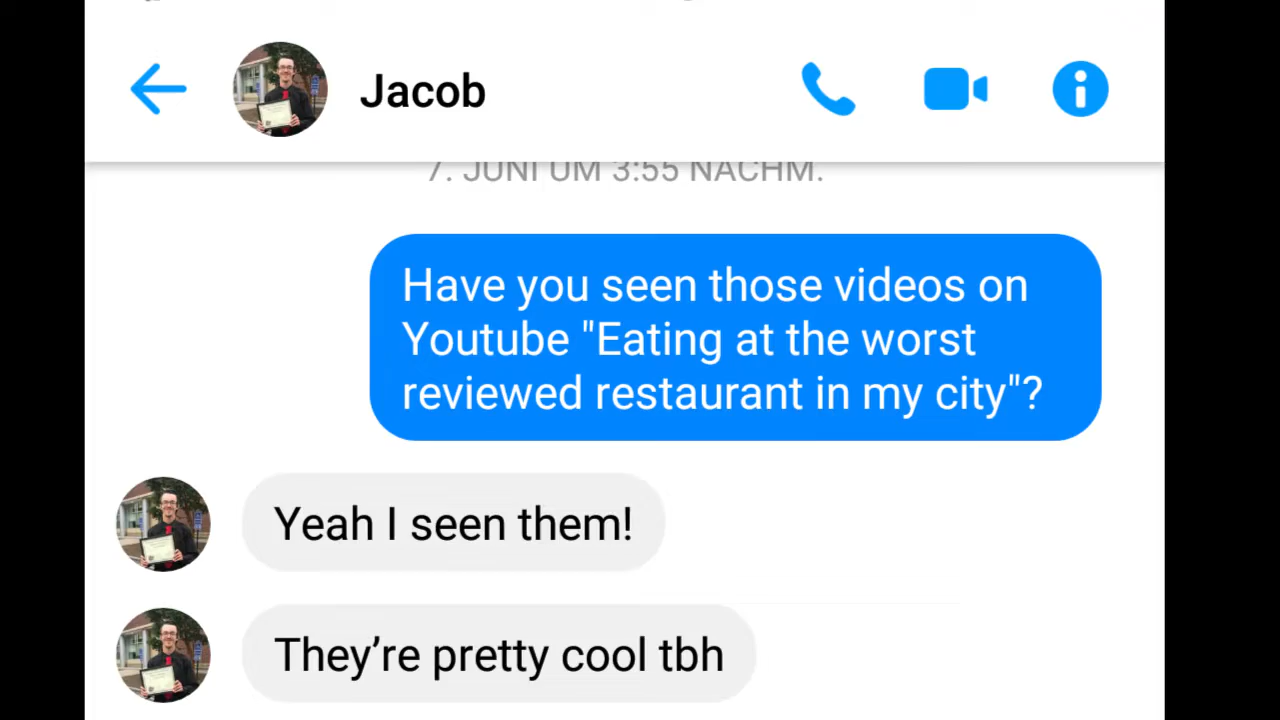 Jacob
7. JUNI UM 3:55 NACHM.
Have you seen those videos on
Youtube "Eating at the worst
reviewed restaurant in my city"?
Yeah I seen them!
They’re pretty cool tbh